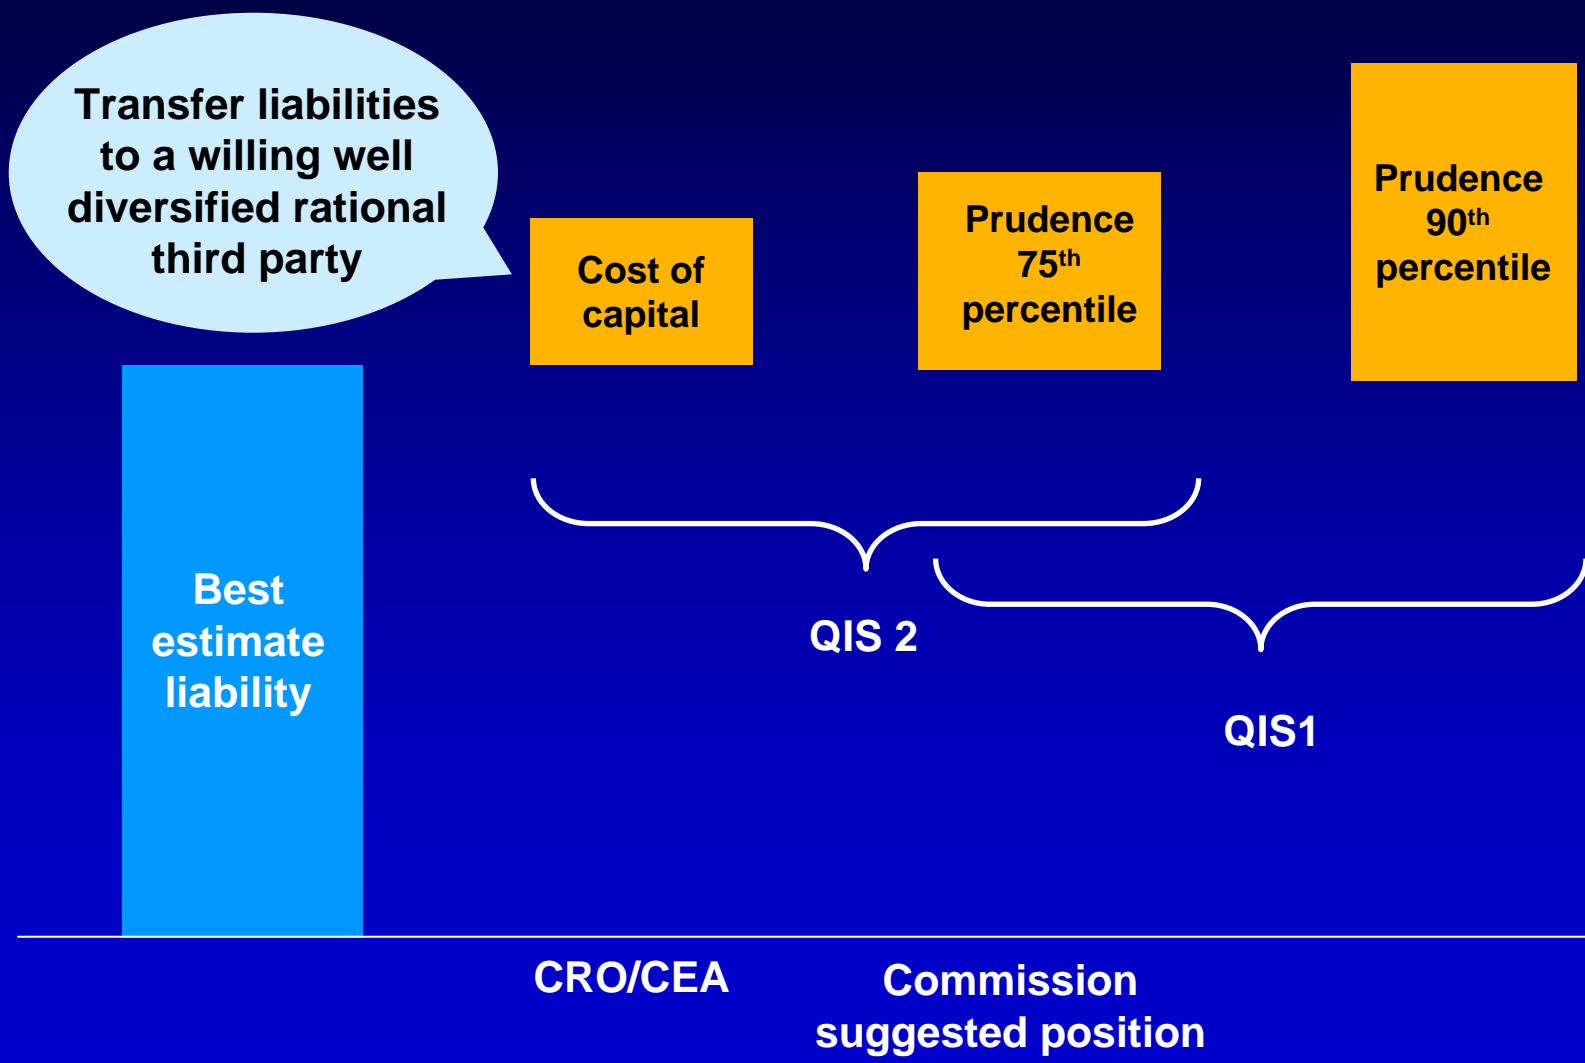 Transfer liabilities
to a willing well
diversified rational
third party
Cost of
capital
Prudence
75th
percentile
Prudence
90th
percentile
Best
estimate
liability
QIS 2
QIS1
CRO/CEA
Commission
suggested position